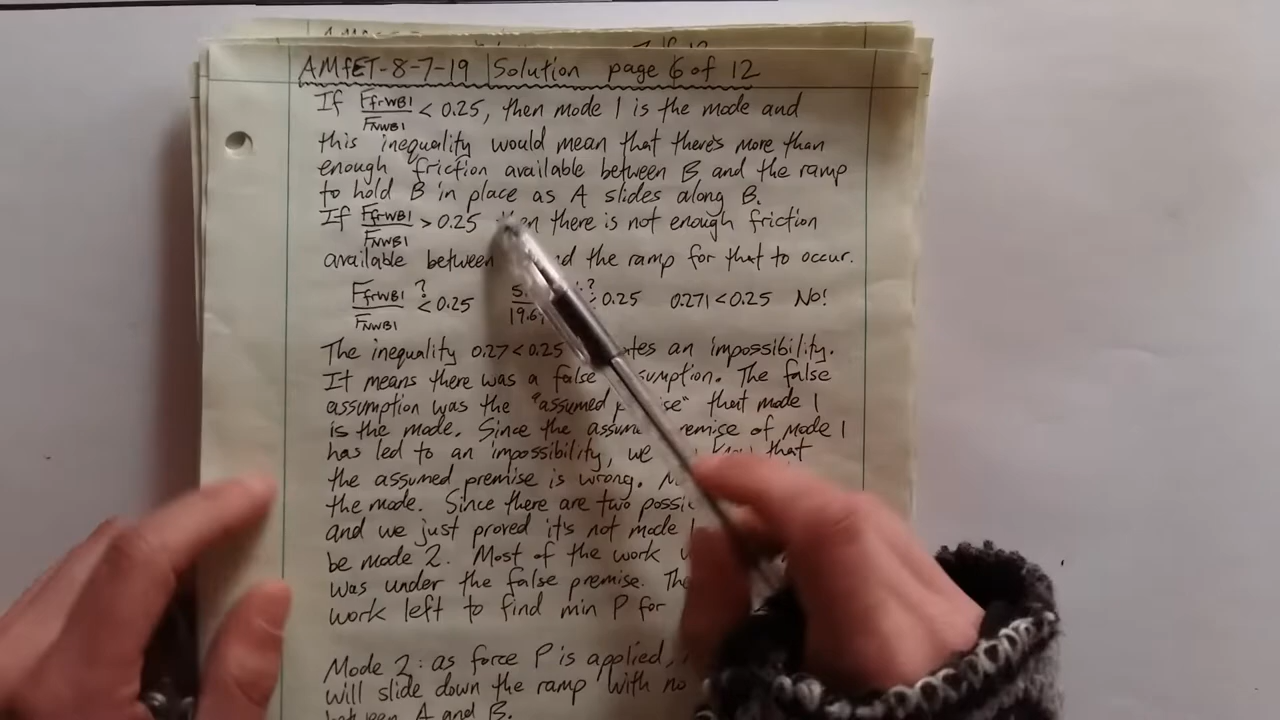 AMfET-8-7-19 | Solution page 6 of 12
If FfrWB1/FNWB1 < 0.25, then mode 1 is the mode and
this inequality would mean that there's more than
enough friction available between B and the ramp
to hold B in place as A slides along B.
If FfrWB1/FNWB1 > 0.25 then there is not enough friction
available between the ramp for that to occur.
FfrWB1/FNWB1 ?< 0.25 0.25 0.271 < 0.25 No!
The inequality 0.27 < 0.25 an impossibility.
It means there was a false The false
assumption was the "assumed that mode 1
is the mode. Since the of mode 1
has led to an impossibility, we that
the assumed premise is wrong.
the mode. Since there are two
and we just proved it's not mode
be mode 2. Most of the work
was under the false premise.
work left to find min P for
Mode 2: as force P is applied,
will slide down the ramp with no
between A and B.